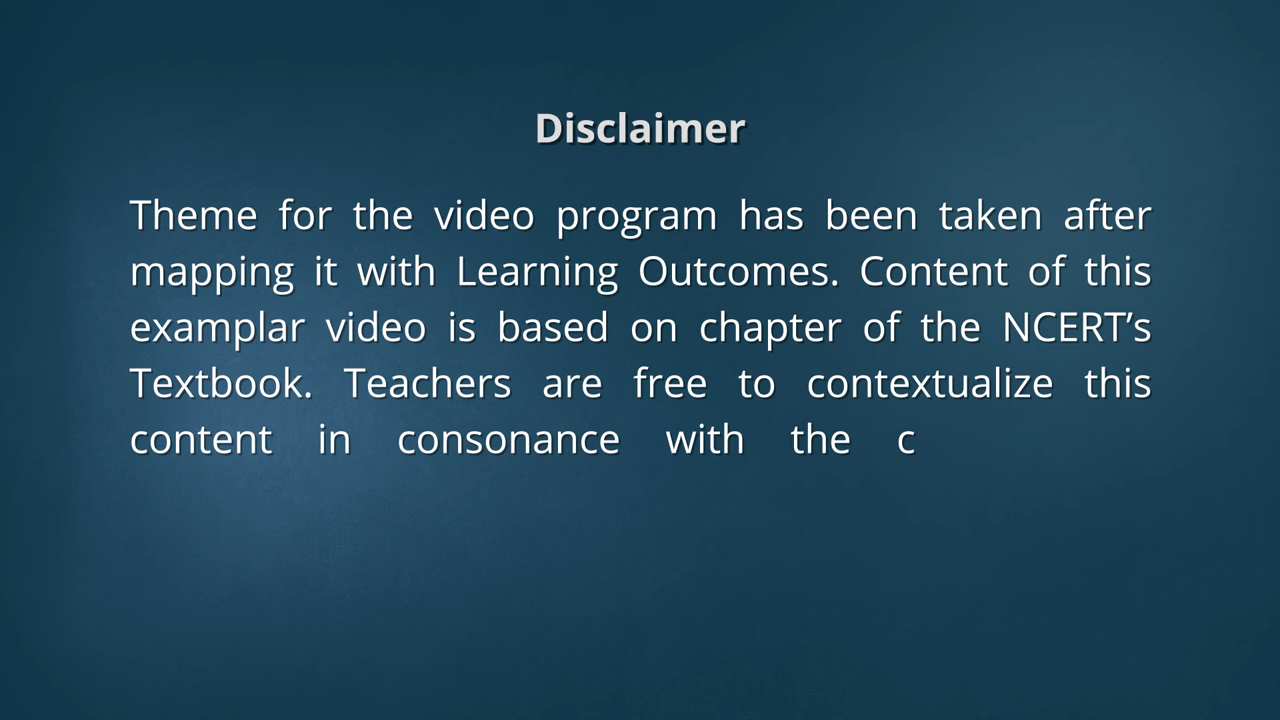 Disclaimer
Theme for the video program has been taken after
mapping it with Learning Outcomes. Content of this
examplar video is based on chapter of the NCERT’s
Textbook. Teachers are free to contextualize this
content in consonance with the c